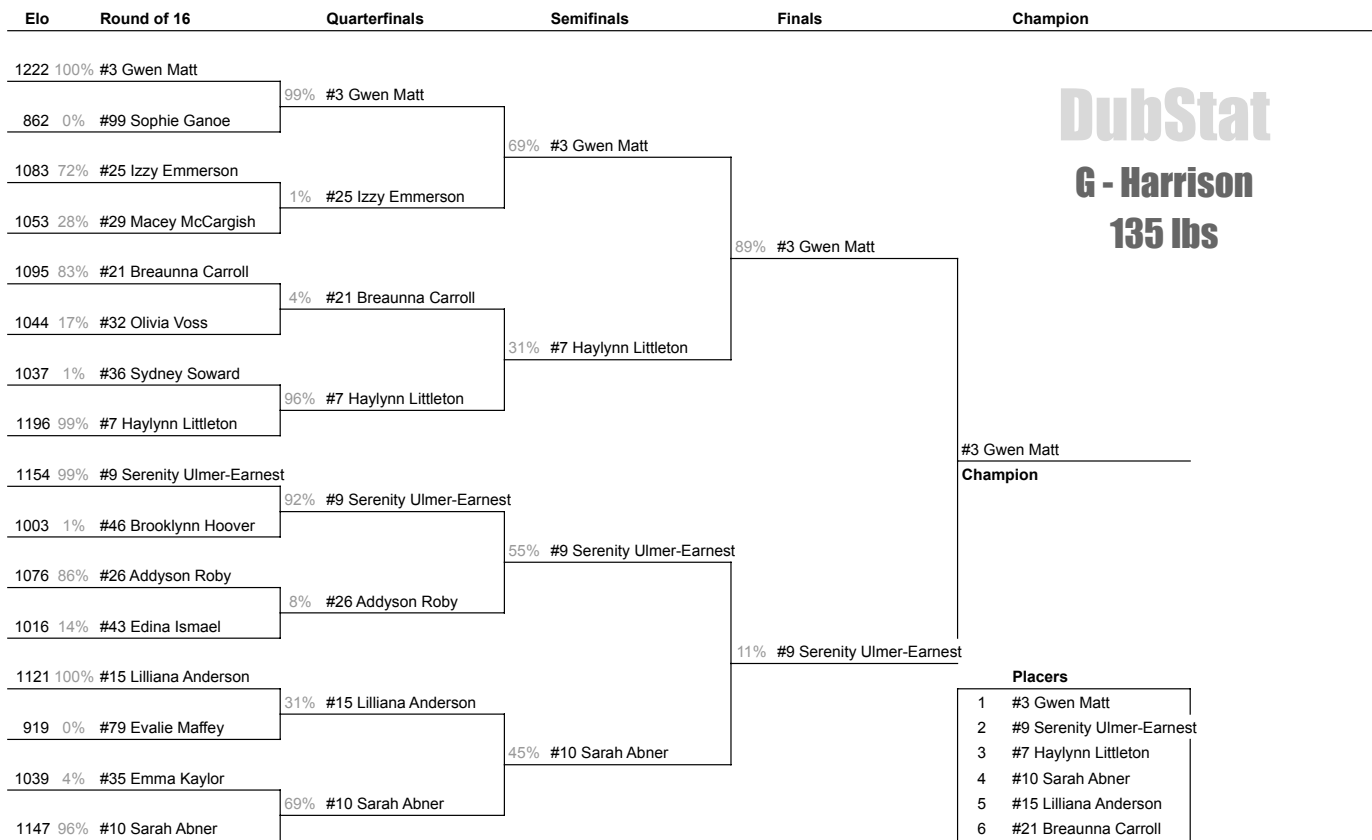 Elo Round of 16 Quarterfinals Semifinals Finals Champion
1222 100% #3 Gwen Matt
99% #3 Gwen Matt
862 0% #99 Sophie Ganoe
69% #3 Gwen Matt
1083 72% #25 Izzy Emmerson
1% #25 Izzy Emmerson
1053 28% #29 Macey McCargish
89% #3 Gwen Matt
1095 83% #21 Breaunna Carroll
4% #21 Breaunna Carroll
1044 17% #32 Olivia Voss
31% #7 Haylynn Littleton
1037 1% #36 Sydney Soward
96% #7 Haylynn Littleton
1196 99% #7 Haylynn Littleton
#3 Gwen Matt
Champion
1154 99% #9 Serenity Ulmer-Earnest
92% #9 Serenity Ulmer-Earnest
1003 1% #46 Brooklynn Hoover
55% #9 Serenity Ulmer-Earnest
1076 86% #26 Addyson Roby
8% #26 Addyson Roby
1016 14% #43 Edina Ismael
11% #9 Serenity Ulmer-Earnest
1121 100% #15 Lilliana Anderson
31% #15 Lilliana Anderson
919 0% #79 Evalie Maffey
45% #10 Sarah Abner
1039 4% #35 Emma Kaylor
69% #10 Sarah Abner
1147 96% #10 Sarah Abner
DubStat
G - Harrison
135 lbs
Placers
1 #3 Gwen Matt
2 #9 Serenity Ulmer-Earnest
3 #7 Haylynn Littleton
4 #10 Sarah Abner
5 #15 Lilliana Anderson
6 #21 Breaunna Carroll